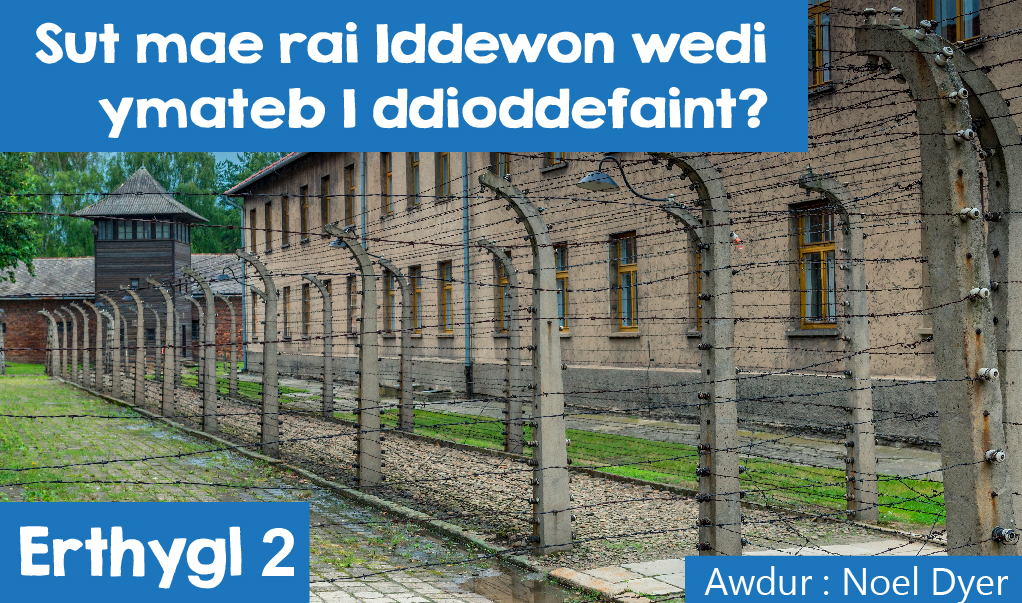 Sut mae rai Iddewon wedi
ymateb I ddioddefaint?
Erthygl 2
Awdur : Noel Dyer